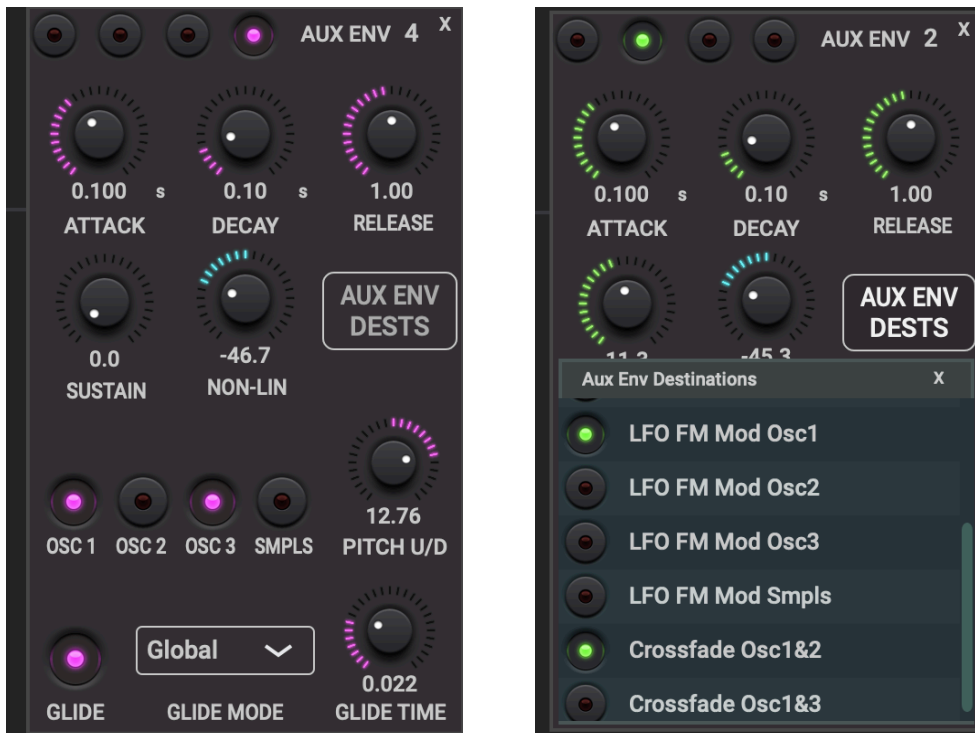 AUX ENV 4 X
0.100 s 0.10 s 1.00
ATTACK DECAY RELEASE
AUX ENV
DESTS
0.0 -46.7
SUSTAIN NON-LIN
12.76
OSC 1 OSC 2 OSC 3 SMPLS PITCH U/D
Global
0.022
GLIDE GLIDE MODE GLIDE TIME
AUX ENV 2 X
0.100 s 0.10 s 1.00
ATTACK DECAY RELEASE
AUX ENV
DESTS
11.3 -45.3
Aux Env Destinations X
LFO FM Mod Osc1
LFO FM Mod Osc2
LFO FM Mod Osc3
LFO FM Mod Smpls
Crossfade Osc1&2
Crossfade Osc1&3